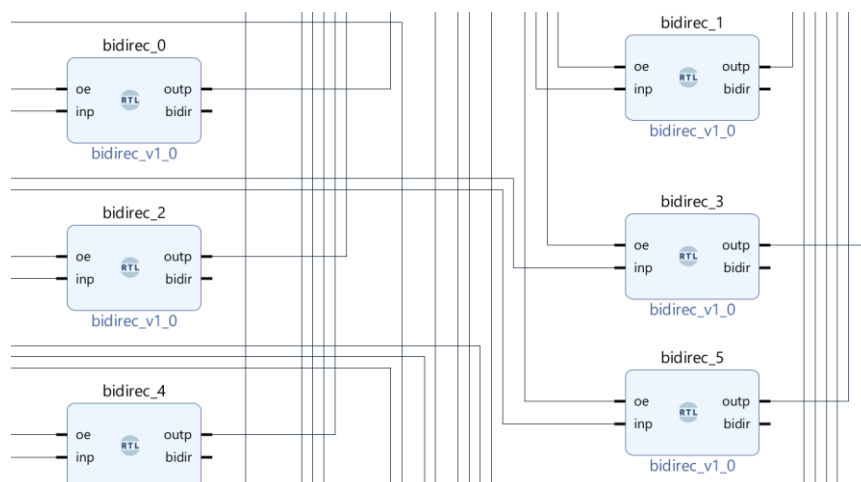 bidirec_0
oe
outp
RTL
inp
bidir
bidirec_v1_0
bidirec_1
oe
outp
RTL
inp
bidir
bidirec_v1_0
bidirec_2
oe
outp
RTL
inp
bidir
bidirec_v1_0
bidirec_3
oe
outp
RTL
inp
bidir
bidirec_v1_0
bidirec_4
oe
outp
RTL
inp
bidir
bidirec_5
oe
outp
RTL
inp
bidir
bidirec_v1_0